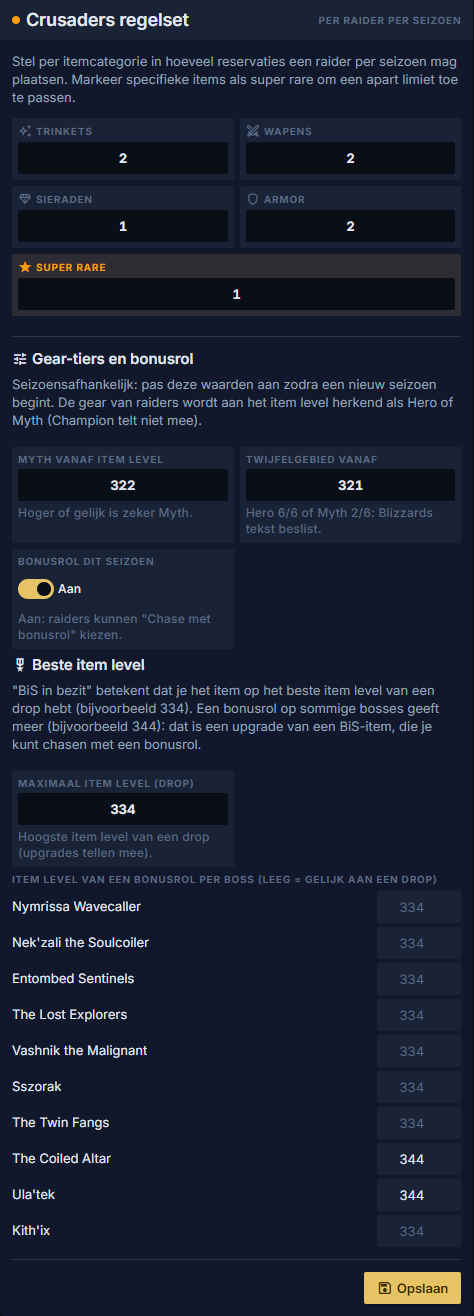 Crusaders regelset
PER RAIDER PER SEIZOEN
Stel per itemcategorie in hoeveel reservaties een raider per seizoen mag
plaatsen. Markeer specifieke items als super rare om een apart limiet toe
te passen.
TRINKETS
WAPENS
2
2
SIERADEN
ARMOR
1
2
SUPER RARE
1
Gear-tiers en bonusrol
Seizoensafhankelijk: pas deze waarden aan zodra een nieuw seizoen
begint. De gear van raiders wordt aan het item level herkend als Hero of
Myth (Champion telt niet mee).
MYTH VANAF ITEM LEVEL
TWIJFELGEBIED VANAF
322
321
Hoger of gelijk is zeker Myth.
Hero 6/6 of Myth 2/6: Blizzards
tekst beslist.
BONUSROL DIT SEIZOEN
Aan
Aan: raiders kunnen "Chase met
bonusrol" kiezen.
Beste item level
"BiS in bezit" betekent dat je het item op het beste item level van een
drop hebt (bijvoorbeeld 334). Een bonusrol op sommige bosses geeft
meer (bijvoorbeeld 344): dat is een upgrade van een BiS-item, die je
kunt chasen met een bonusrol.
MAXIMAAL ITEM LEVEL (DROP)
334
Hoogste item level van een drop
(upgrades tellen mee).
ITEM LEVEL VAN EEN BONUSROL PER BOSS (LEEG = GELIJK AAN EEN DROP)
Nymrissa Wavecaller
334
Nek'zali the Soulcoiler
334
Entombed Sentinels
334
The Lost Explorers
334
Vashnik the Malignant
334
Sszorak
334
The Twin Fangs
334
The Coiled Altar
344
Ula'tek
344
Kith'ix
334
Opslaan